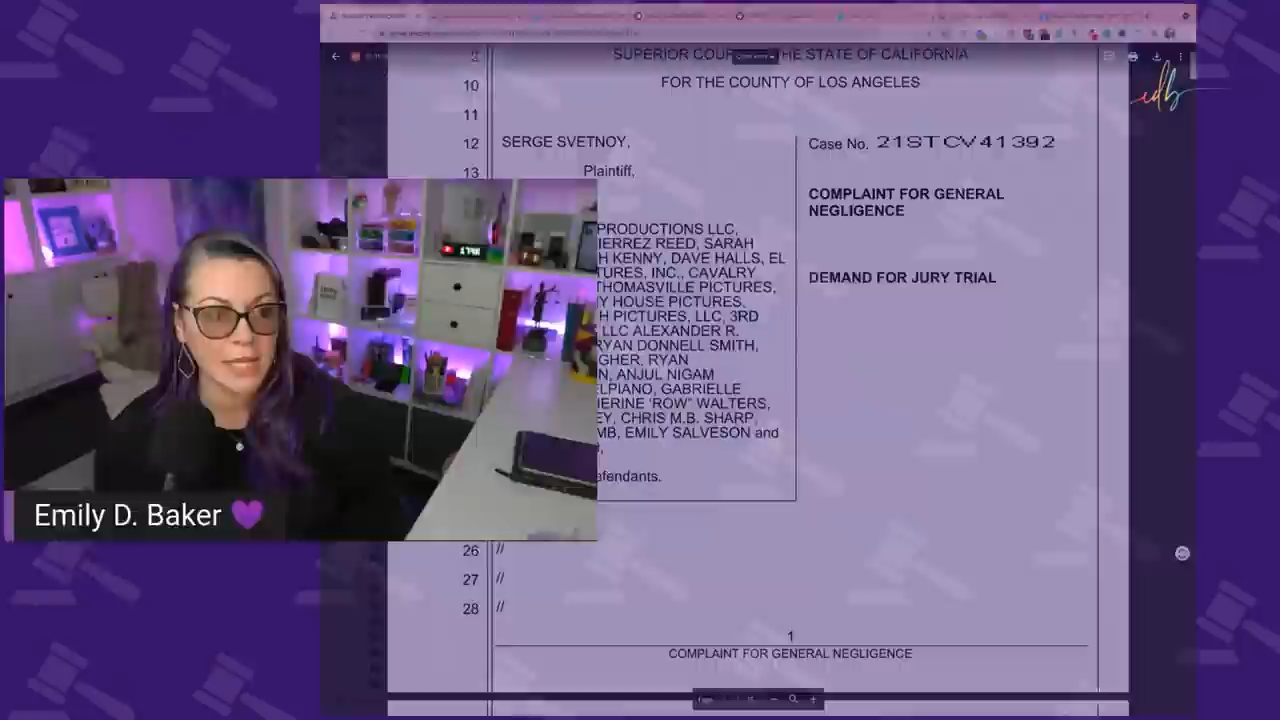 SUPERIOR COUR THE STATE OF CALIFORNIA
10 FOR THE COUNTY OF LOS ANGELES
11
12 SERGE SVETNOY,
Case No. 21STCV41392
13 Plaintiff,
COMPLAINT FOR GENERAL
NEGLIGENCE
DEMAND FOR JURY TRIAL
PRODUCTIONS LLC,
IERREZ REED, SARAH
H KENNY, DAVE HALLS, EL
TURES, INC., CAVALRY
THOMASVILLE PICTURES,
Y HOUSE PICTURES,
H PICTURES, LLC, 3RD
LLC ALEXANDER R.
RYAN DONNELL SMITH,
GHER, RYAN
N, ANJUL NIGAM
ELPIANO, GABRIELLE
HERINE "ROW" WALTERS,
EY, CHRIS M.B. SHARP,
MB, EMILY SALVESON and
efendants.
26 //
27 //
28 //
1
COMPLAINT FOR GENERAL NEGLIGENCE
Emily D. Baker 💜
edb